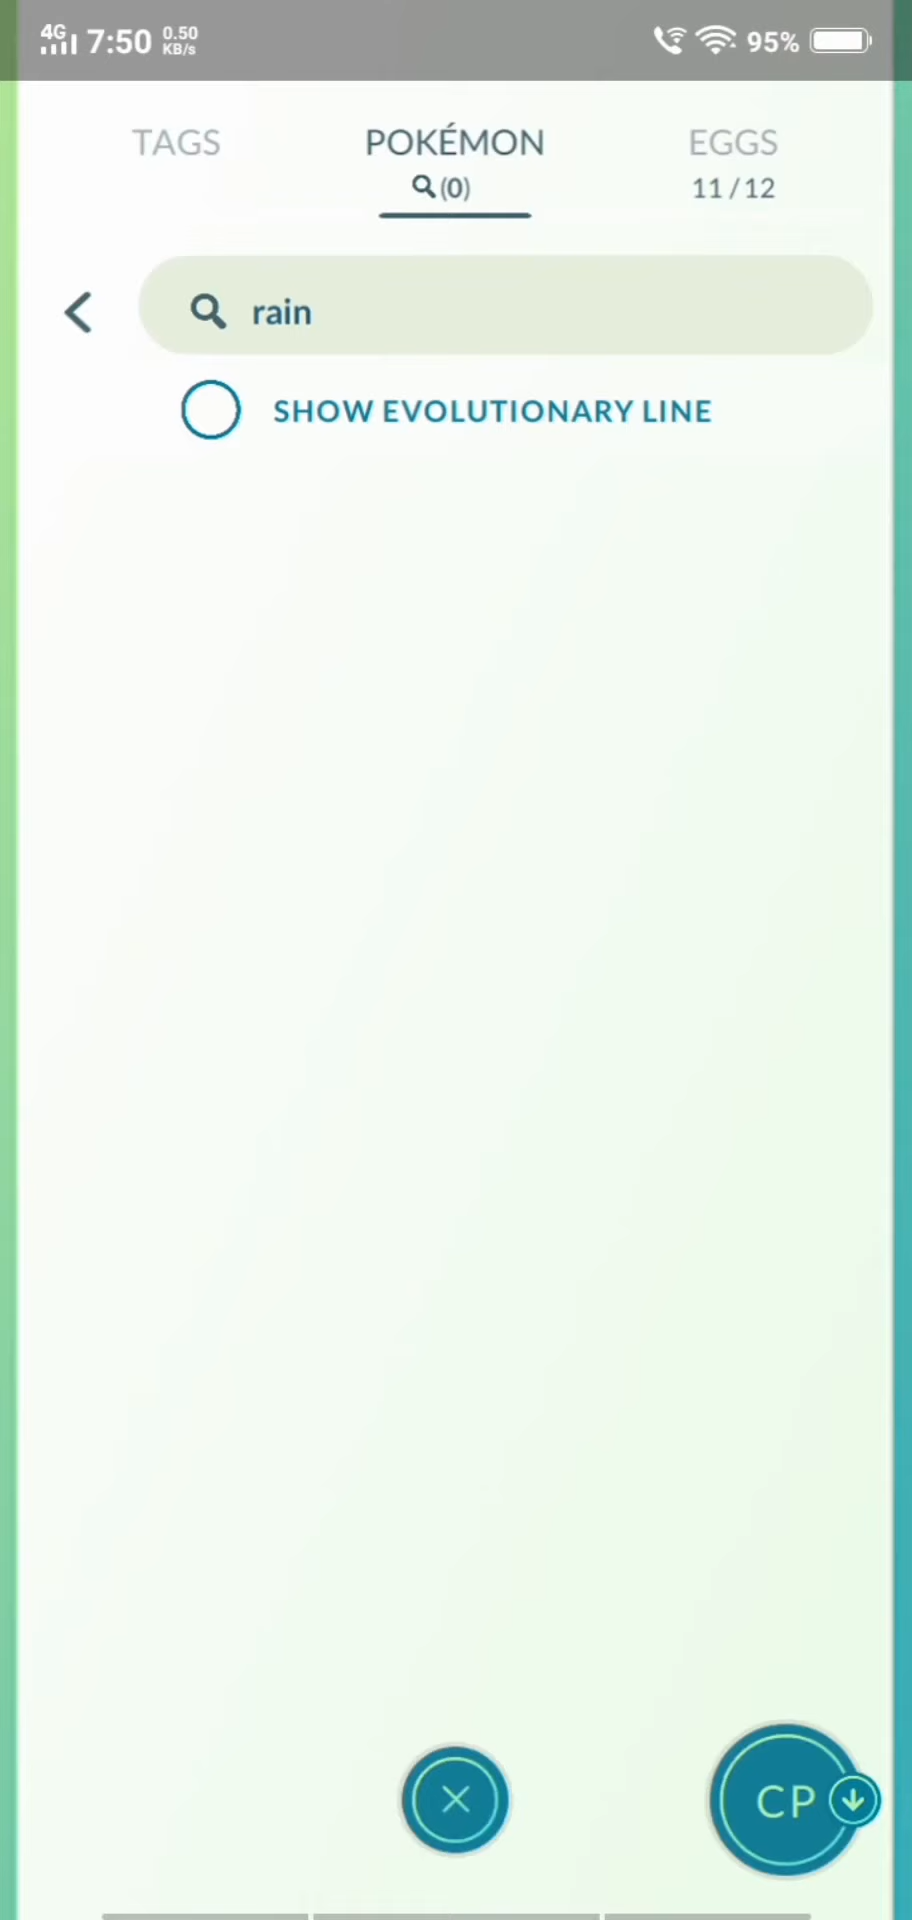 4G 7:50 0.50 KB/s 95%
TAGS POKÉMON EGGS
(0) 11 / 12
rain
SHOW EVOLUTIONARY LINE
CP